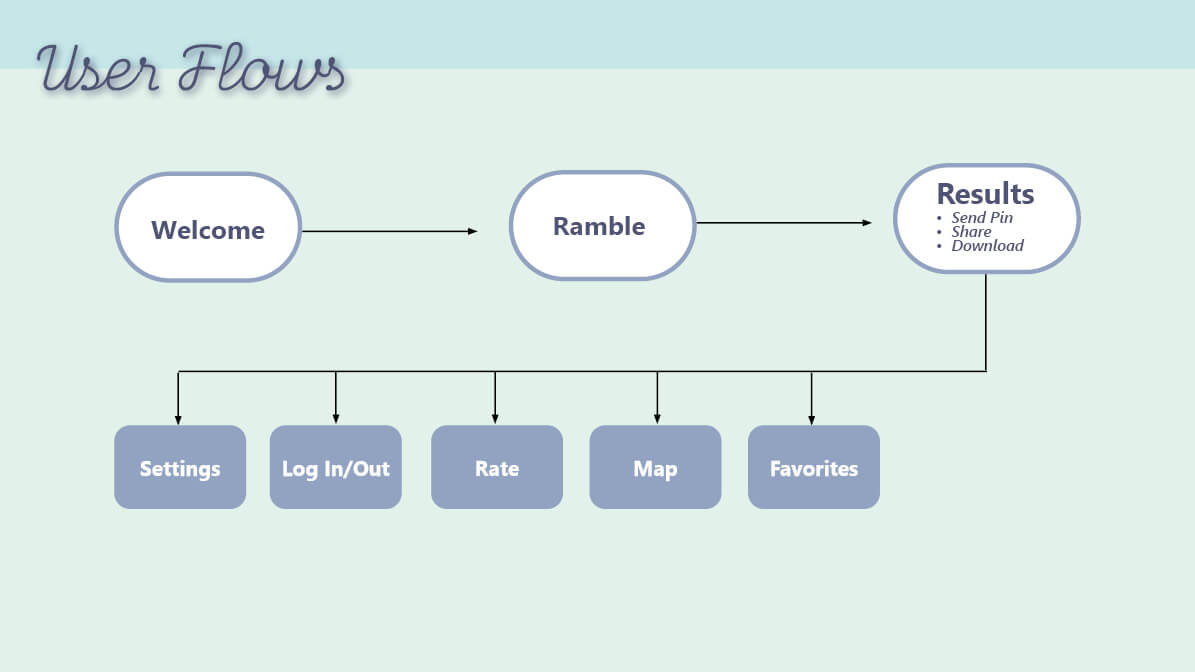 User Flows
Welcome
Ramble
Results
• Send Pin
• Share
• Download
Settings
Log In/Out
Rate
Map
Favorites